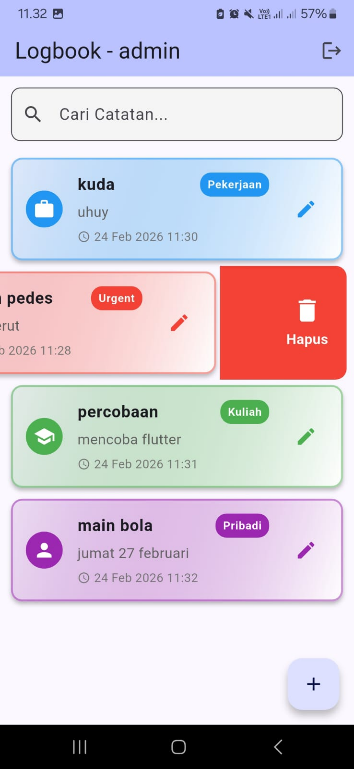 11.32 57%
Logbook - admin
Cari Catatan...
kuda Pekerjaan
uhuy
24 Feb 2026 11:30
pedes Urgent
erut
2026 11:28
Hapus
percobaan Kuliah
mencoba flutter
24 Feb 2026 11:31
main bola Pribadi
jumat 27 februari
24 Feb 2026 11:32